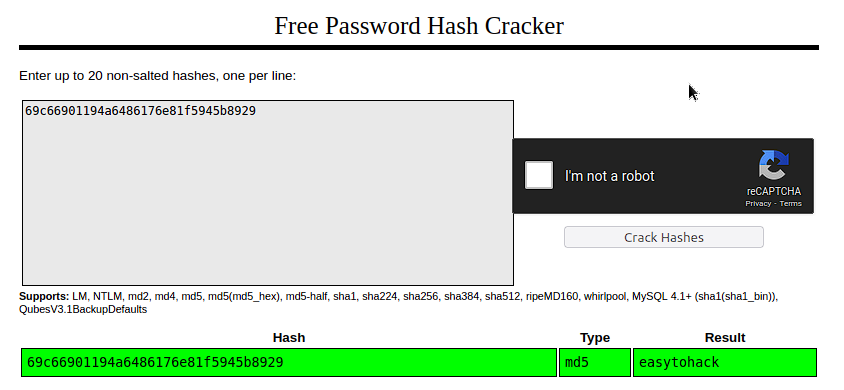 Free Password Hash Cracker
Enter up to 20 non-salted hashes, one per line:
69c66901194a6486176e81f5945b8929
I'm not a robot
reCAPTCHA
Privacy - Terms
Crack Hashes
Supports: LM, NTLM, md2, md4, md5, md5(md5_hex), md5-half, sha1, sha224, sha256, sha384, sha512, ripeMD160, whirlpool, MySQL 4.1+ (sha1(sha1_bin)),
QubesV3.1BackupDefaults
Hash Type Result
69c66901194a6486176e81f5945b8929 md5 easytohack